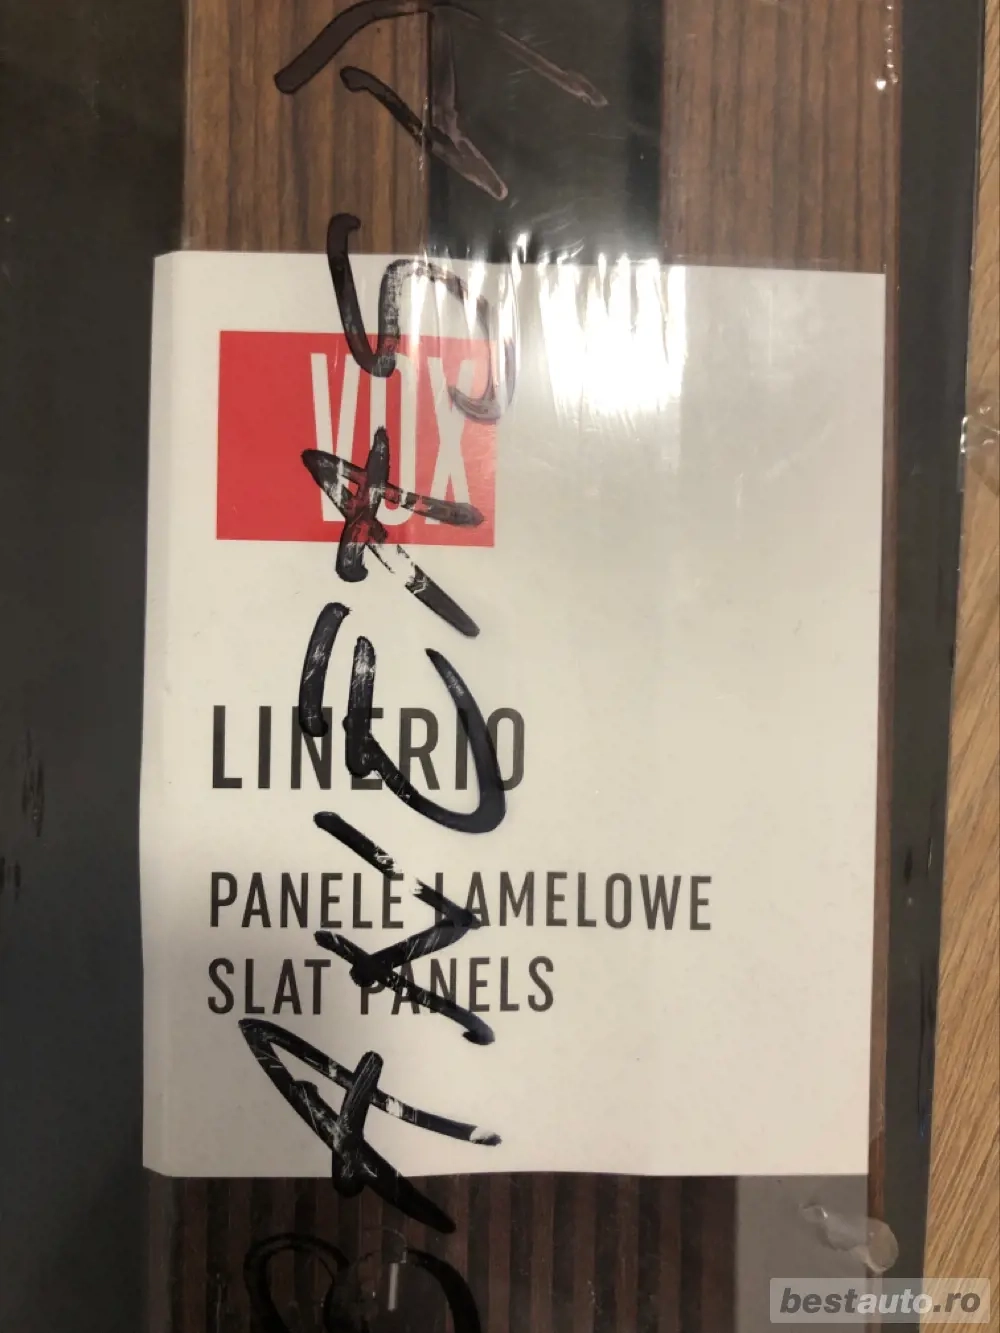 VOX
LINERIO
PANELE LAMELOWE
SLAT PANELS
bestauto.ro